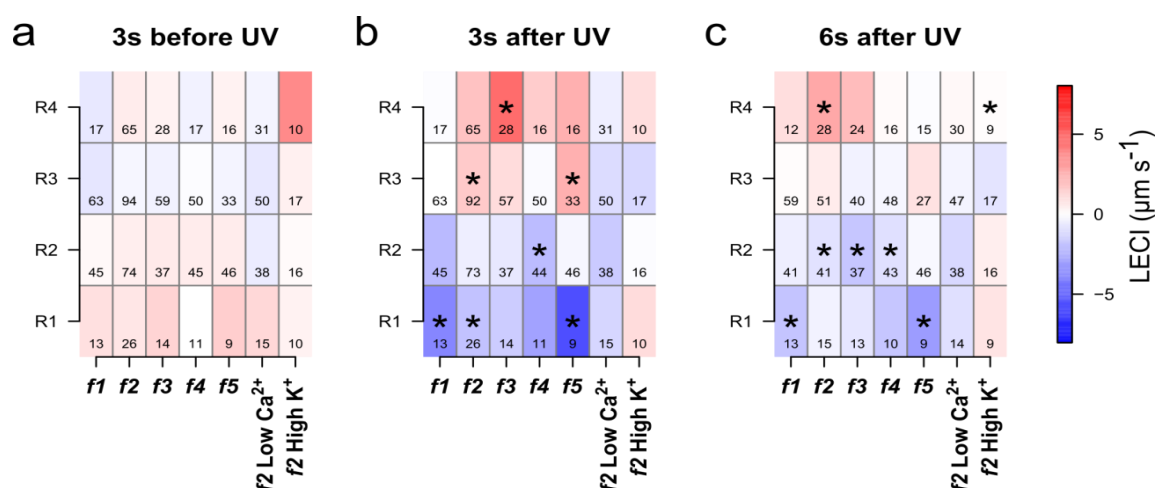 a 3s before UV
b 3s after UV
c 6s after UV
R4 17 65 28 17 16 31 10
R3 63 94 59 50 33 50 17
R2 45 74 37 45 46 38 16
R1 13 26 14 11 9 15 10
f1 f2 f3 f4 f5 f2 Low Ca²⁺ f2 High K⁺
R4 17 65 * 28 16 16 31 10
R3 63 * 92 57 50 * 33 50 17
R2 45 73 37 * 44 46 38 16
R1 * 13 * 26 14 11 * 9 15 10
f1 f2 f3 f4 f5 f2 Low Ca²⁺ f2 High K⁺
R4 12 * 28 24 16 15 30 * 9
R3 59 51 40 48 27 47 17
R2 41 * 41 * 37 * 43 46 38 16
R1 * 13 15 13 10 * 9 14 9
f1 f2 f3 f4 f5 f2 Low Ca²⁺ f2 High K⁺
5
0
−5
LECI (µm s⁻¹)